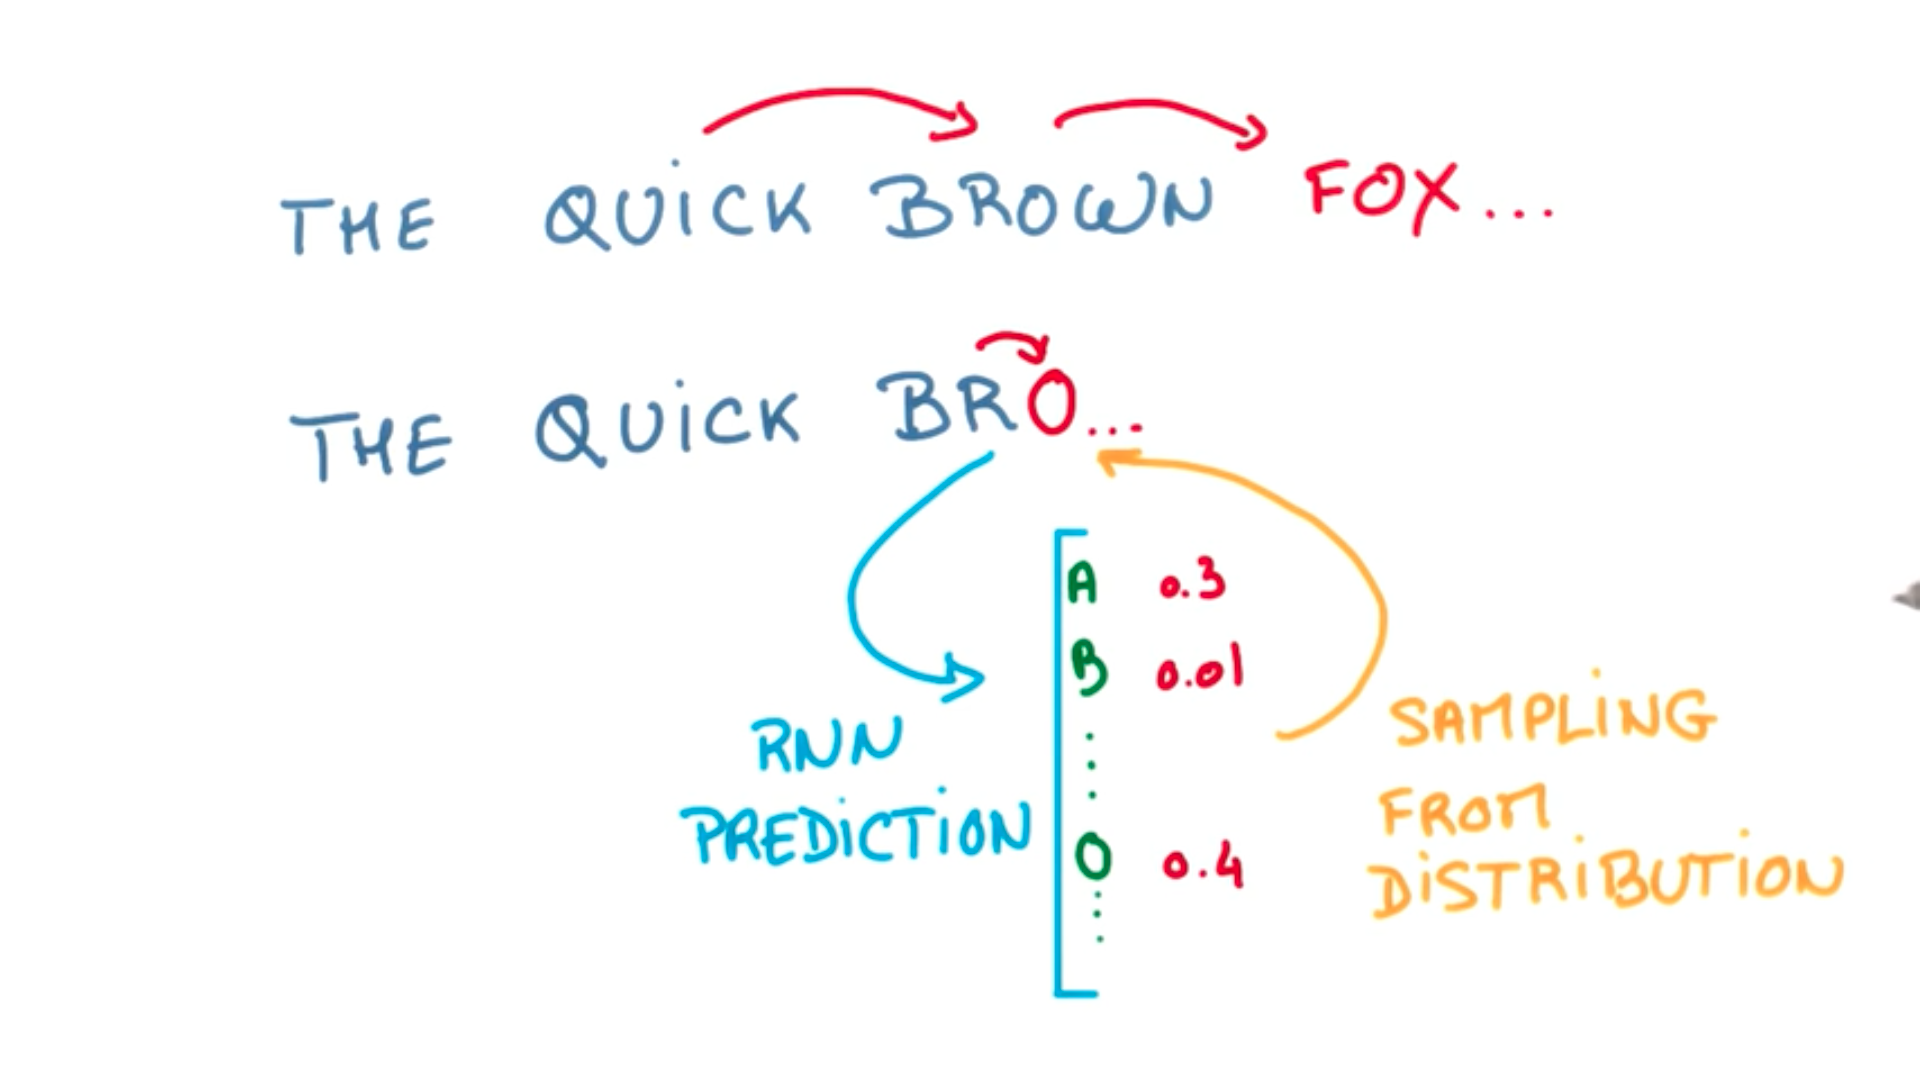 THE QUICK BROWN FOX...
THE QUICK BRO...
A 0.3
B 0.01
O 0.4
RNN
PREDICTION
SAMPLING
FROM
DISTRIBUTION